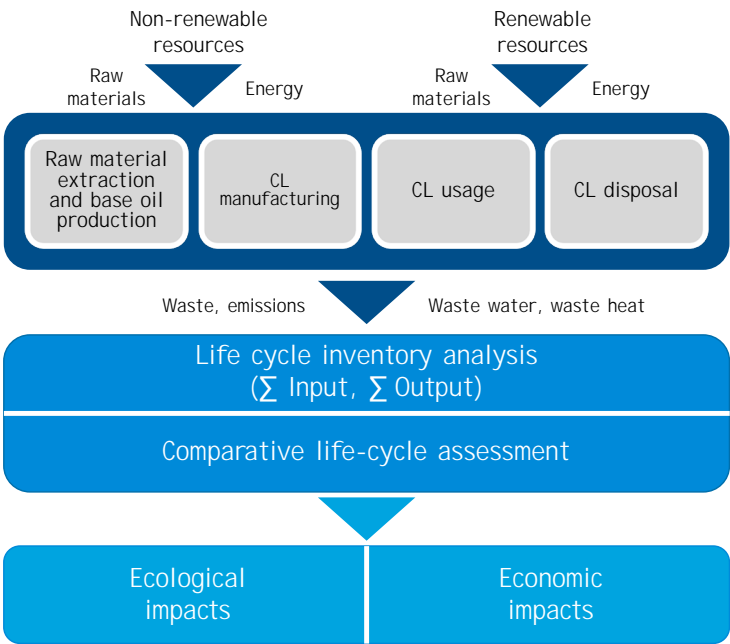 Non-renewable
resources
Renewable
resources
Raw
materials
Energy
Raw
materials
Energy
Raw material
extraction
and base oil
production
CL
manufacturing
CL usage
CL disposal
Waste, emissions
Waste water, waste heat
Life cycle inventory analysis
(∑ Input, ∑ Output)
Comparative life-cycle assessment
Ecological
impacts
Economic
impacts